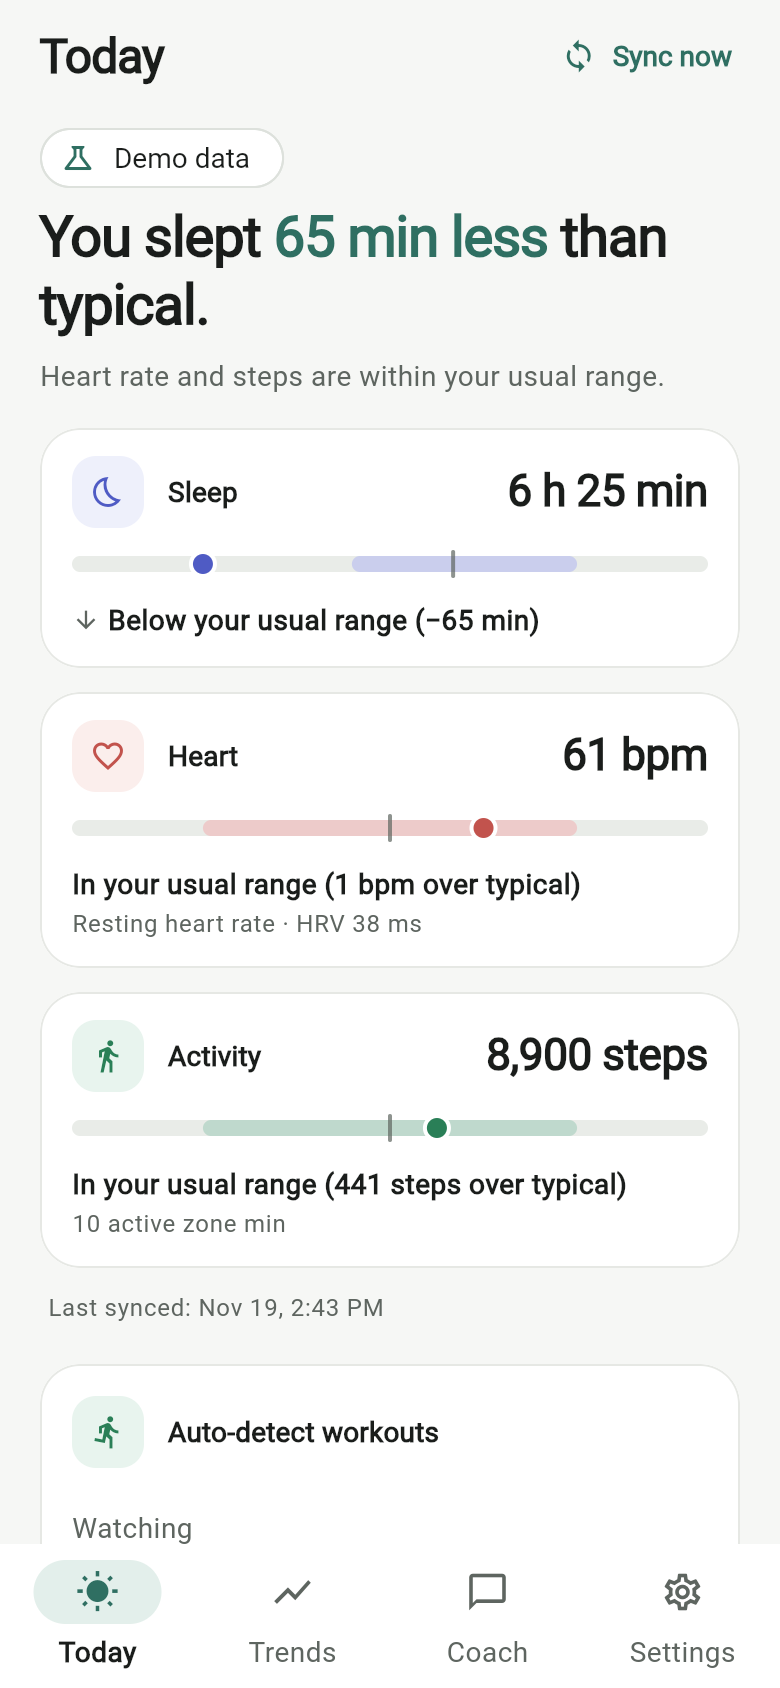 Today
Sync now
Demo data
You slept 65 min less than
typical.
Heart rate and steps are within your usual range.
Sleep
6 h 25 min
Below your usual range (−65 min)
Heart
61 bpm
In your usual range (1 bpm over typical)
Resting heart rate · HRV 38 ms
Activity
8,900 steps
In your usual range (441 steps over typical)
10 active zone min
Last synced: Nov 19, 2:43 PM
Auto-detect workouts
Watching
Today
Trends
Coach
Settings